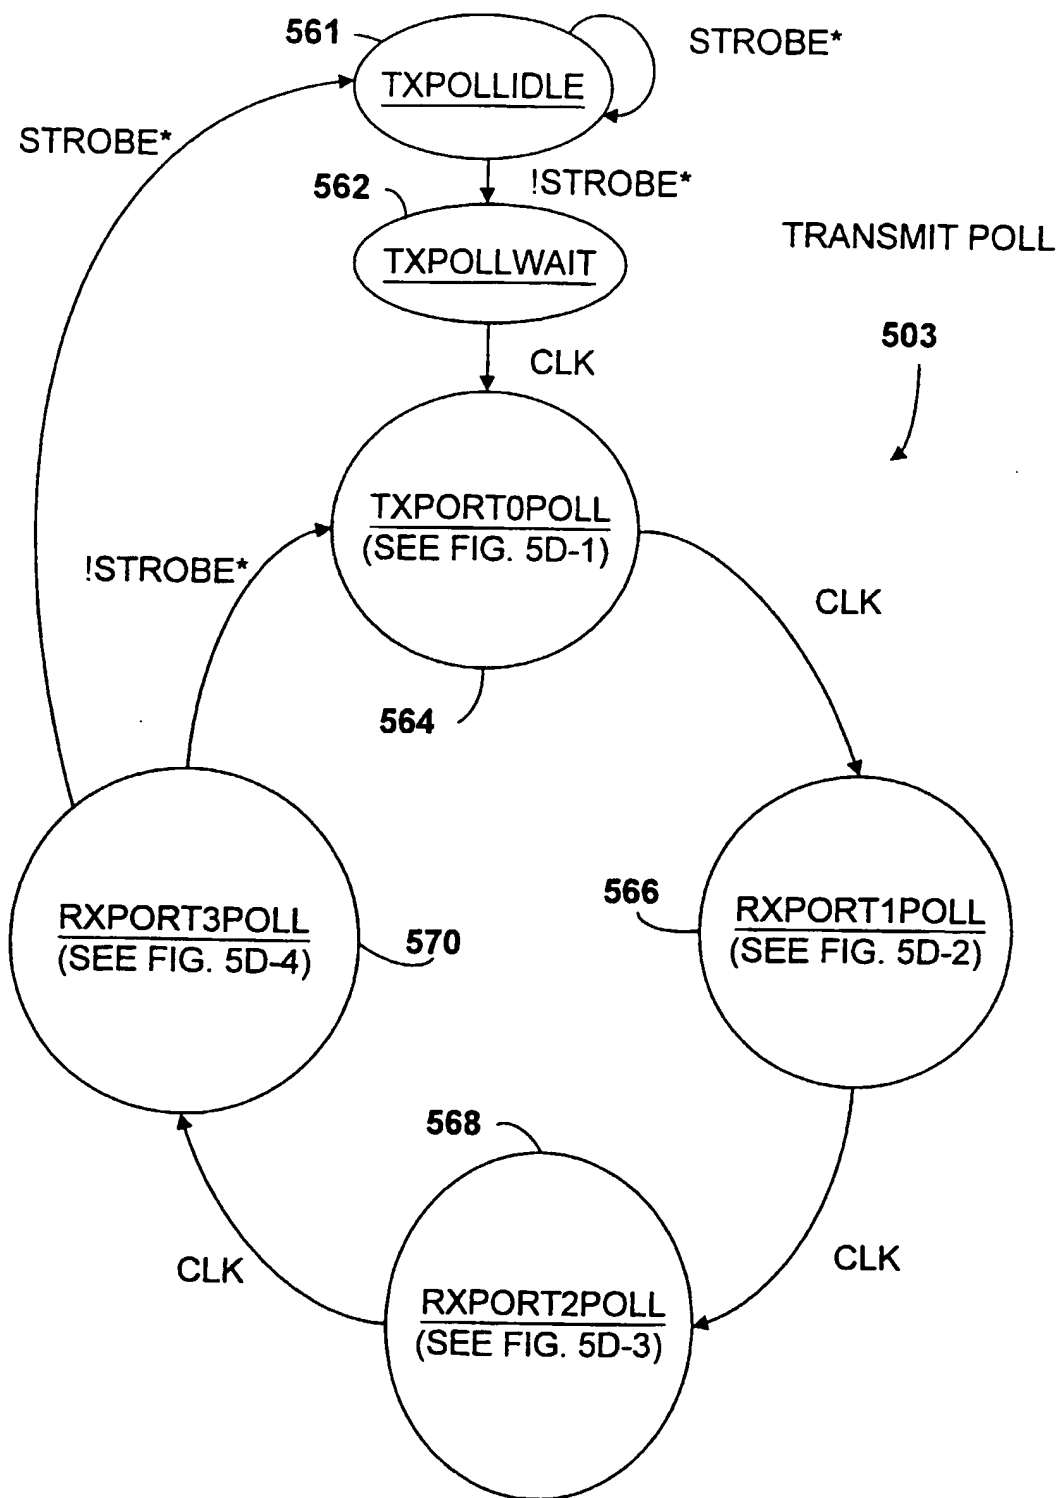 561
STROBE*
TXPOLLIDLE
STROBE*
!STROBE*
562
TRANSMIT POLL
TXPOLLWAIT
503
CLK
TXPORT0POLL
(SEE FIG. 5D-1)
!STROBE*
CLK
564
566
RXPORT3POLL
(SEE FIG. 5D-4)
570
RXPORT1POLL
(SEE FIG. 5D-2)
568
CLK
CLK
RXPORT2POLL
(SEE FIG. 5D-3)